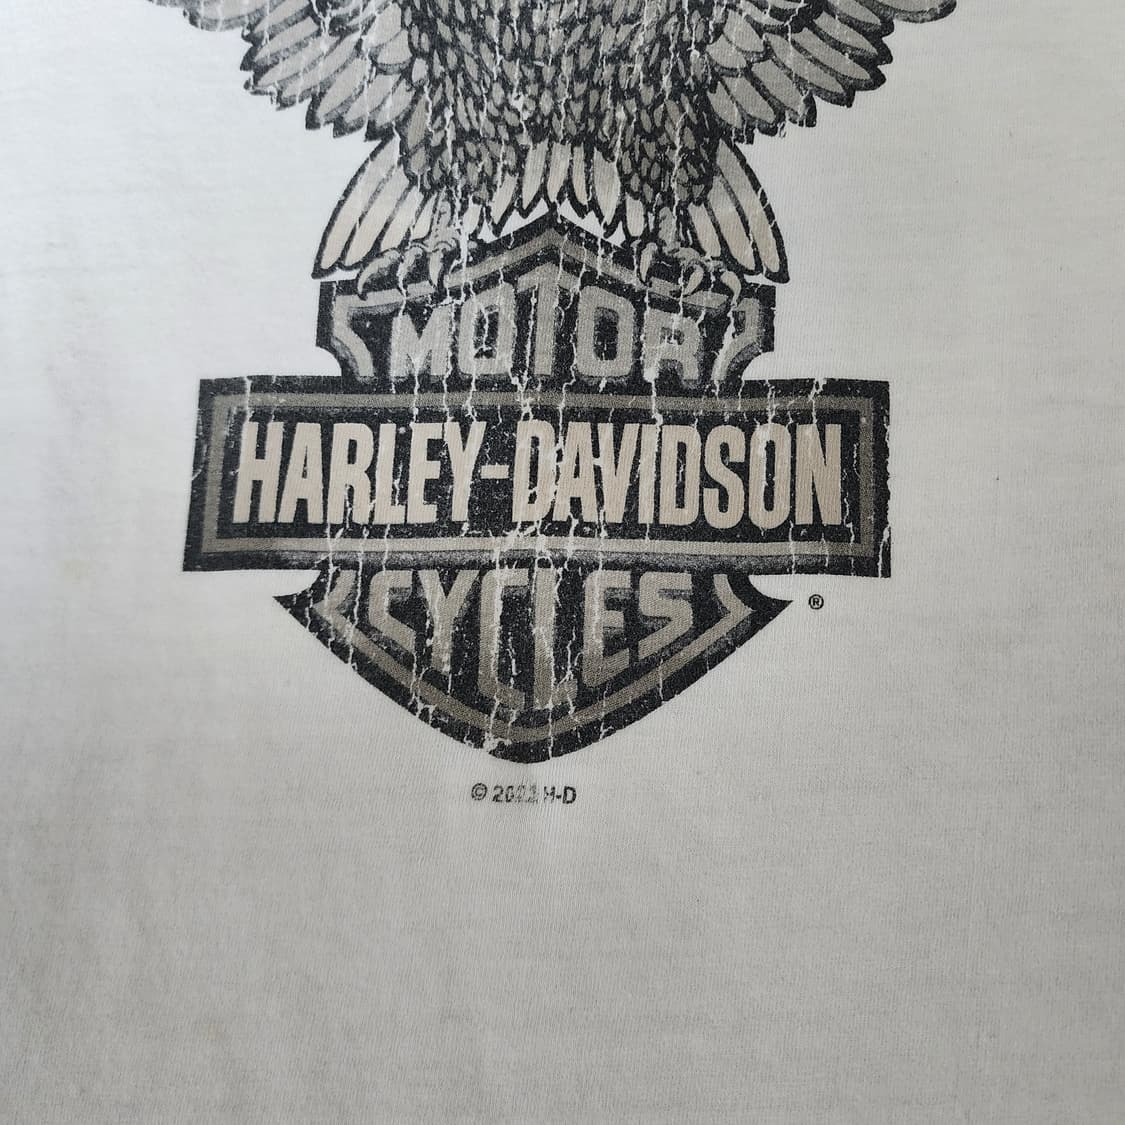 MOTOR
HARLEY-DAVIDSON
CYCLES
®
© H-D